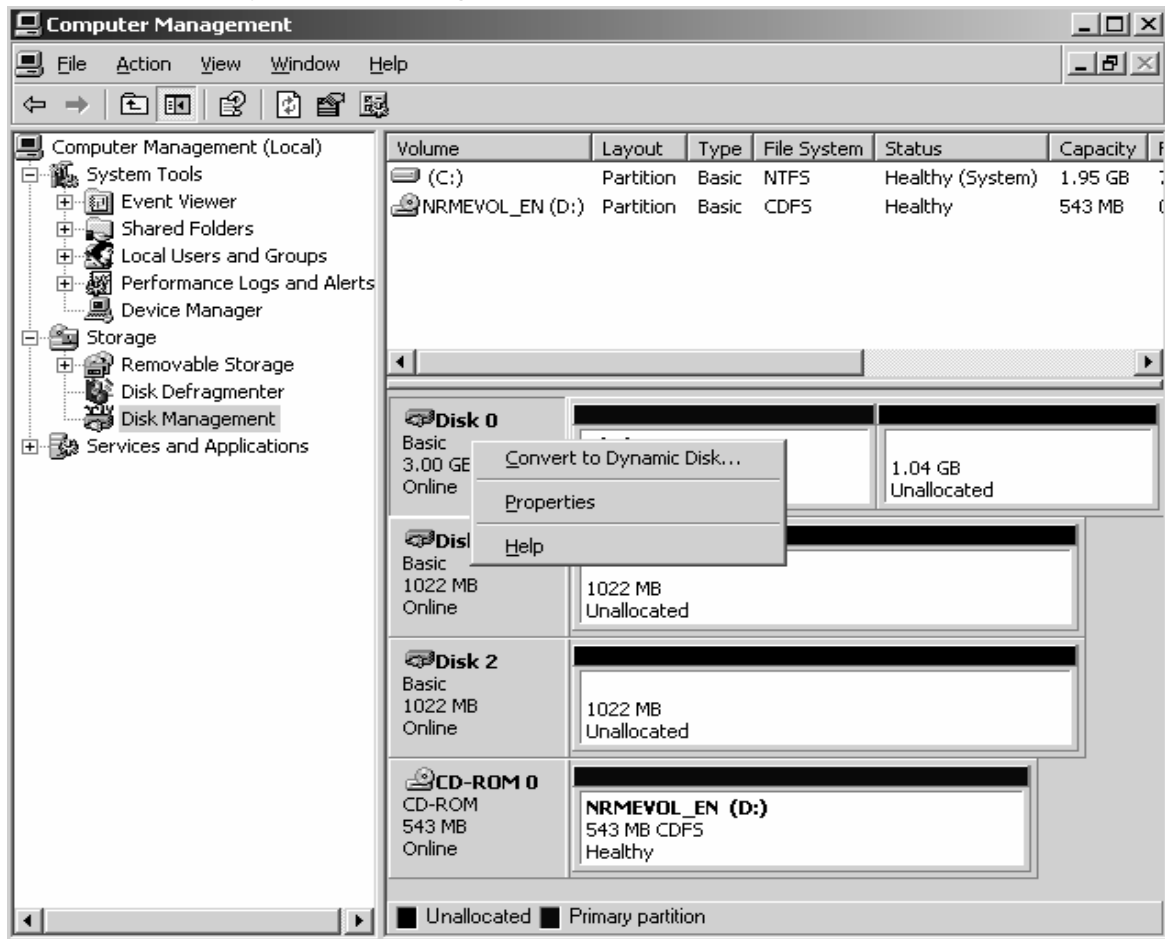 Computer Management
File Action View Window Help
Computer Management (Local)
System Tools
Event Viewer
Shared Folders
Local Users and Groups
Performance Logs and Alerts
Device Manager
Storage
Removable Storage
Disk Defragmenter
Disk Management
Services and Applications
Volume Layout Type File System Status Capacity
(C:) Partition Basic NTFS Healthy (System) 1.95 GB
NRMEVOL_EN (D:) Partition Basic CDFS Healthy 543 MB
Disk 0
Basic
3.00 GB
Online
1.04 GB
Unallocated
Convert to Dynamic Disk...
Properties
Help
Basic
1022 MB
Online
1022 MB
Unallocated
Disk 2
Basic
1022 MB
Online
1022 MB
Unallocated
CD-ROM 0
CD-ROM
543 MB
Online
NRMEVOL_EN (D:)
543 MB CDFS
Healthy
Unallocated Primary partition